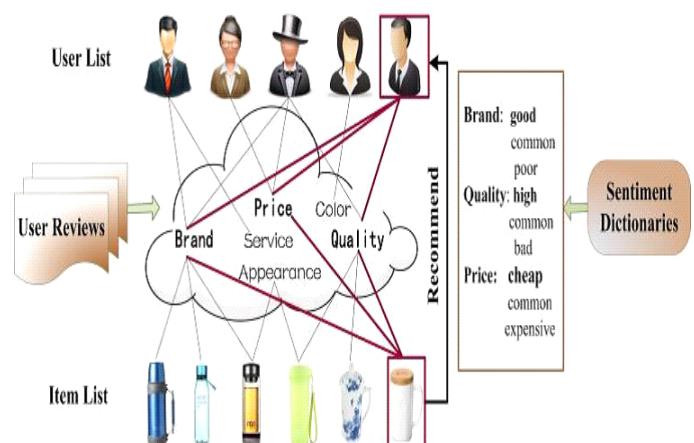 User List
User Reviews
Brand
Price
Color
Service
Quality
Appearance
Item List
Recommend
Brand: good
common
poor
Quality: high
common
bad
Price: cheap
common
expensive
Sentiment
Dictionaries